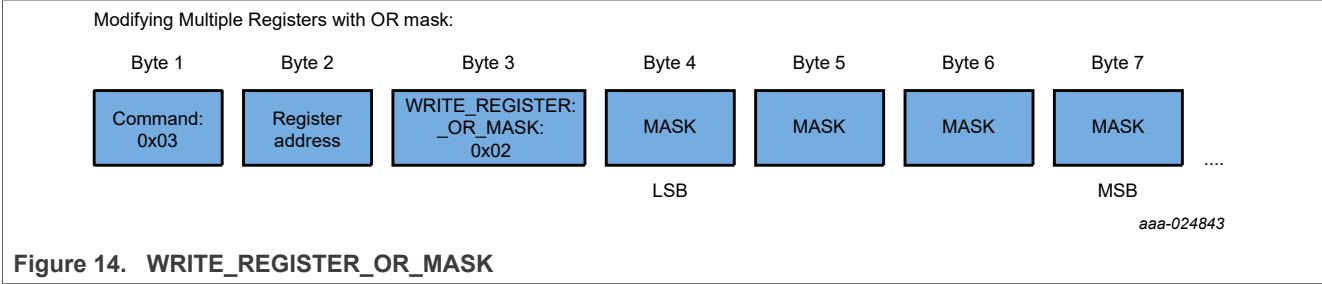 Modifying Multiple Registers with OR mask:
Byte 1 Byte 2 Byte 3 Byte 4 Byte 5 Byte 6 Byte 7
Command:
0x03
Register
address
WRITE_REGISTER:
_OR_MASK:
0x02
MASK
MASK
MASK
MASK
....
LSB MSB
aaa-024843
Figure 14. WRITE_REGISTER_OR_MASK